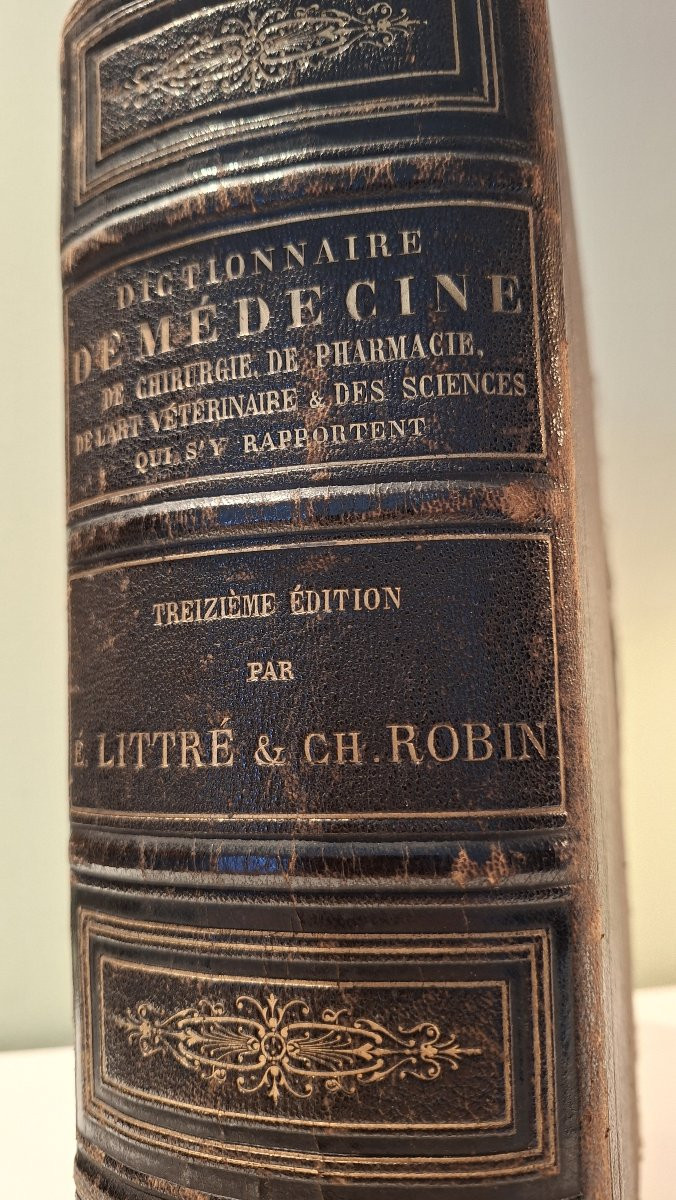 DICTIONNAIRE
DE MÉDECINE
DE CHIRURGIE, DE PHARMACIE,
DE L'ART VÉTÉRINAIRE & DES SCIENCES
QUI S'Y RAPPORTENT
TREIZIÈME ÉDITION
PAR
É. LITTRÉ & CH. ROBIN